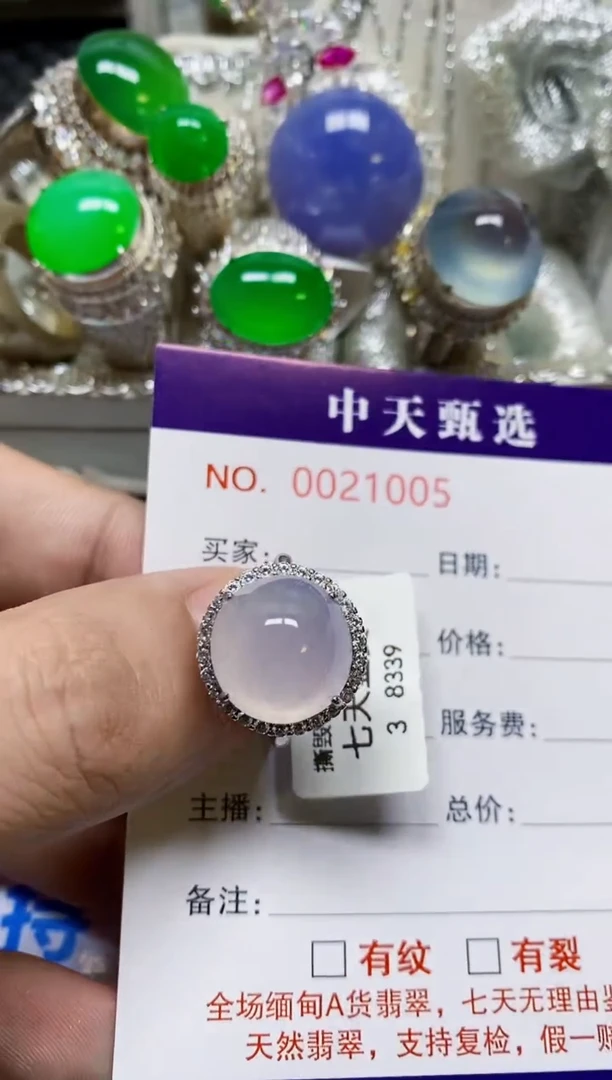 中天甄选
NO. 0021005
买家:
日期:
价格:
撕毁
七天
3 8339
服务费:
主播:
总价:
备注:
有纹
有裂
全场缅甸A货翡翠，七天无理由
天然翡翠，支持复检，假一